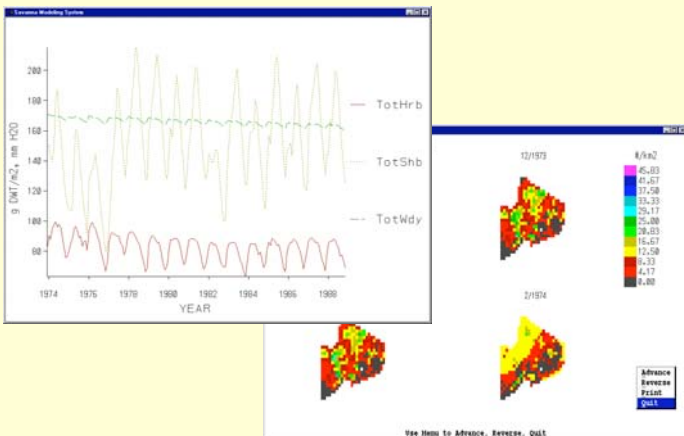 Savanna Modeling System
200
180
160
140
120
100
80
g DWT/m2, mm H2O
1974 1976 1978 1980 1982 1984 1986 1988
YEAR
TotHrb
TotShb
TotWdy
12/1973
#/km2
45.83
41.67
37.50
33.33
29.17
25.00
20.83
16.67
12.50
8.33
4.17
0.00
2/1974
Advance
Reverse
Print
Quit
Use Menu to Advance, Reverse, Quit